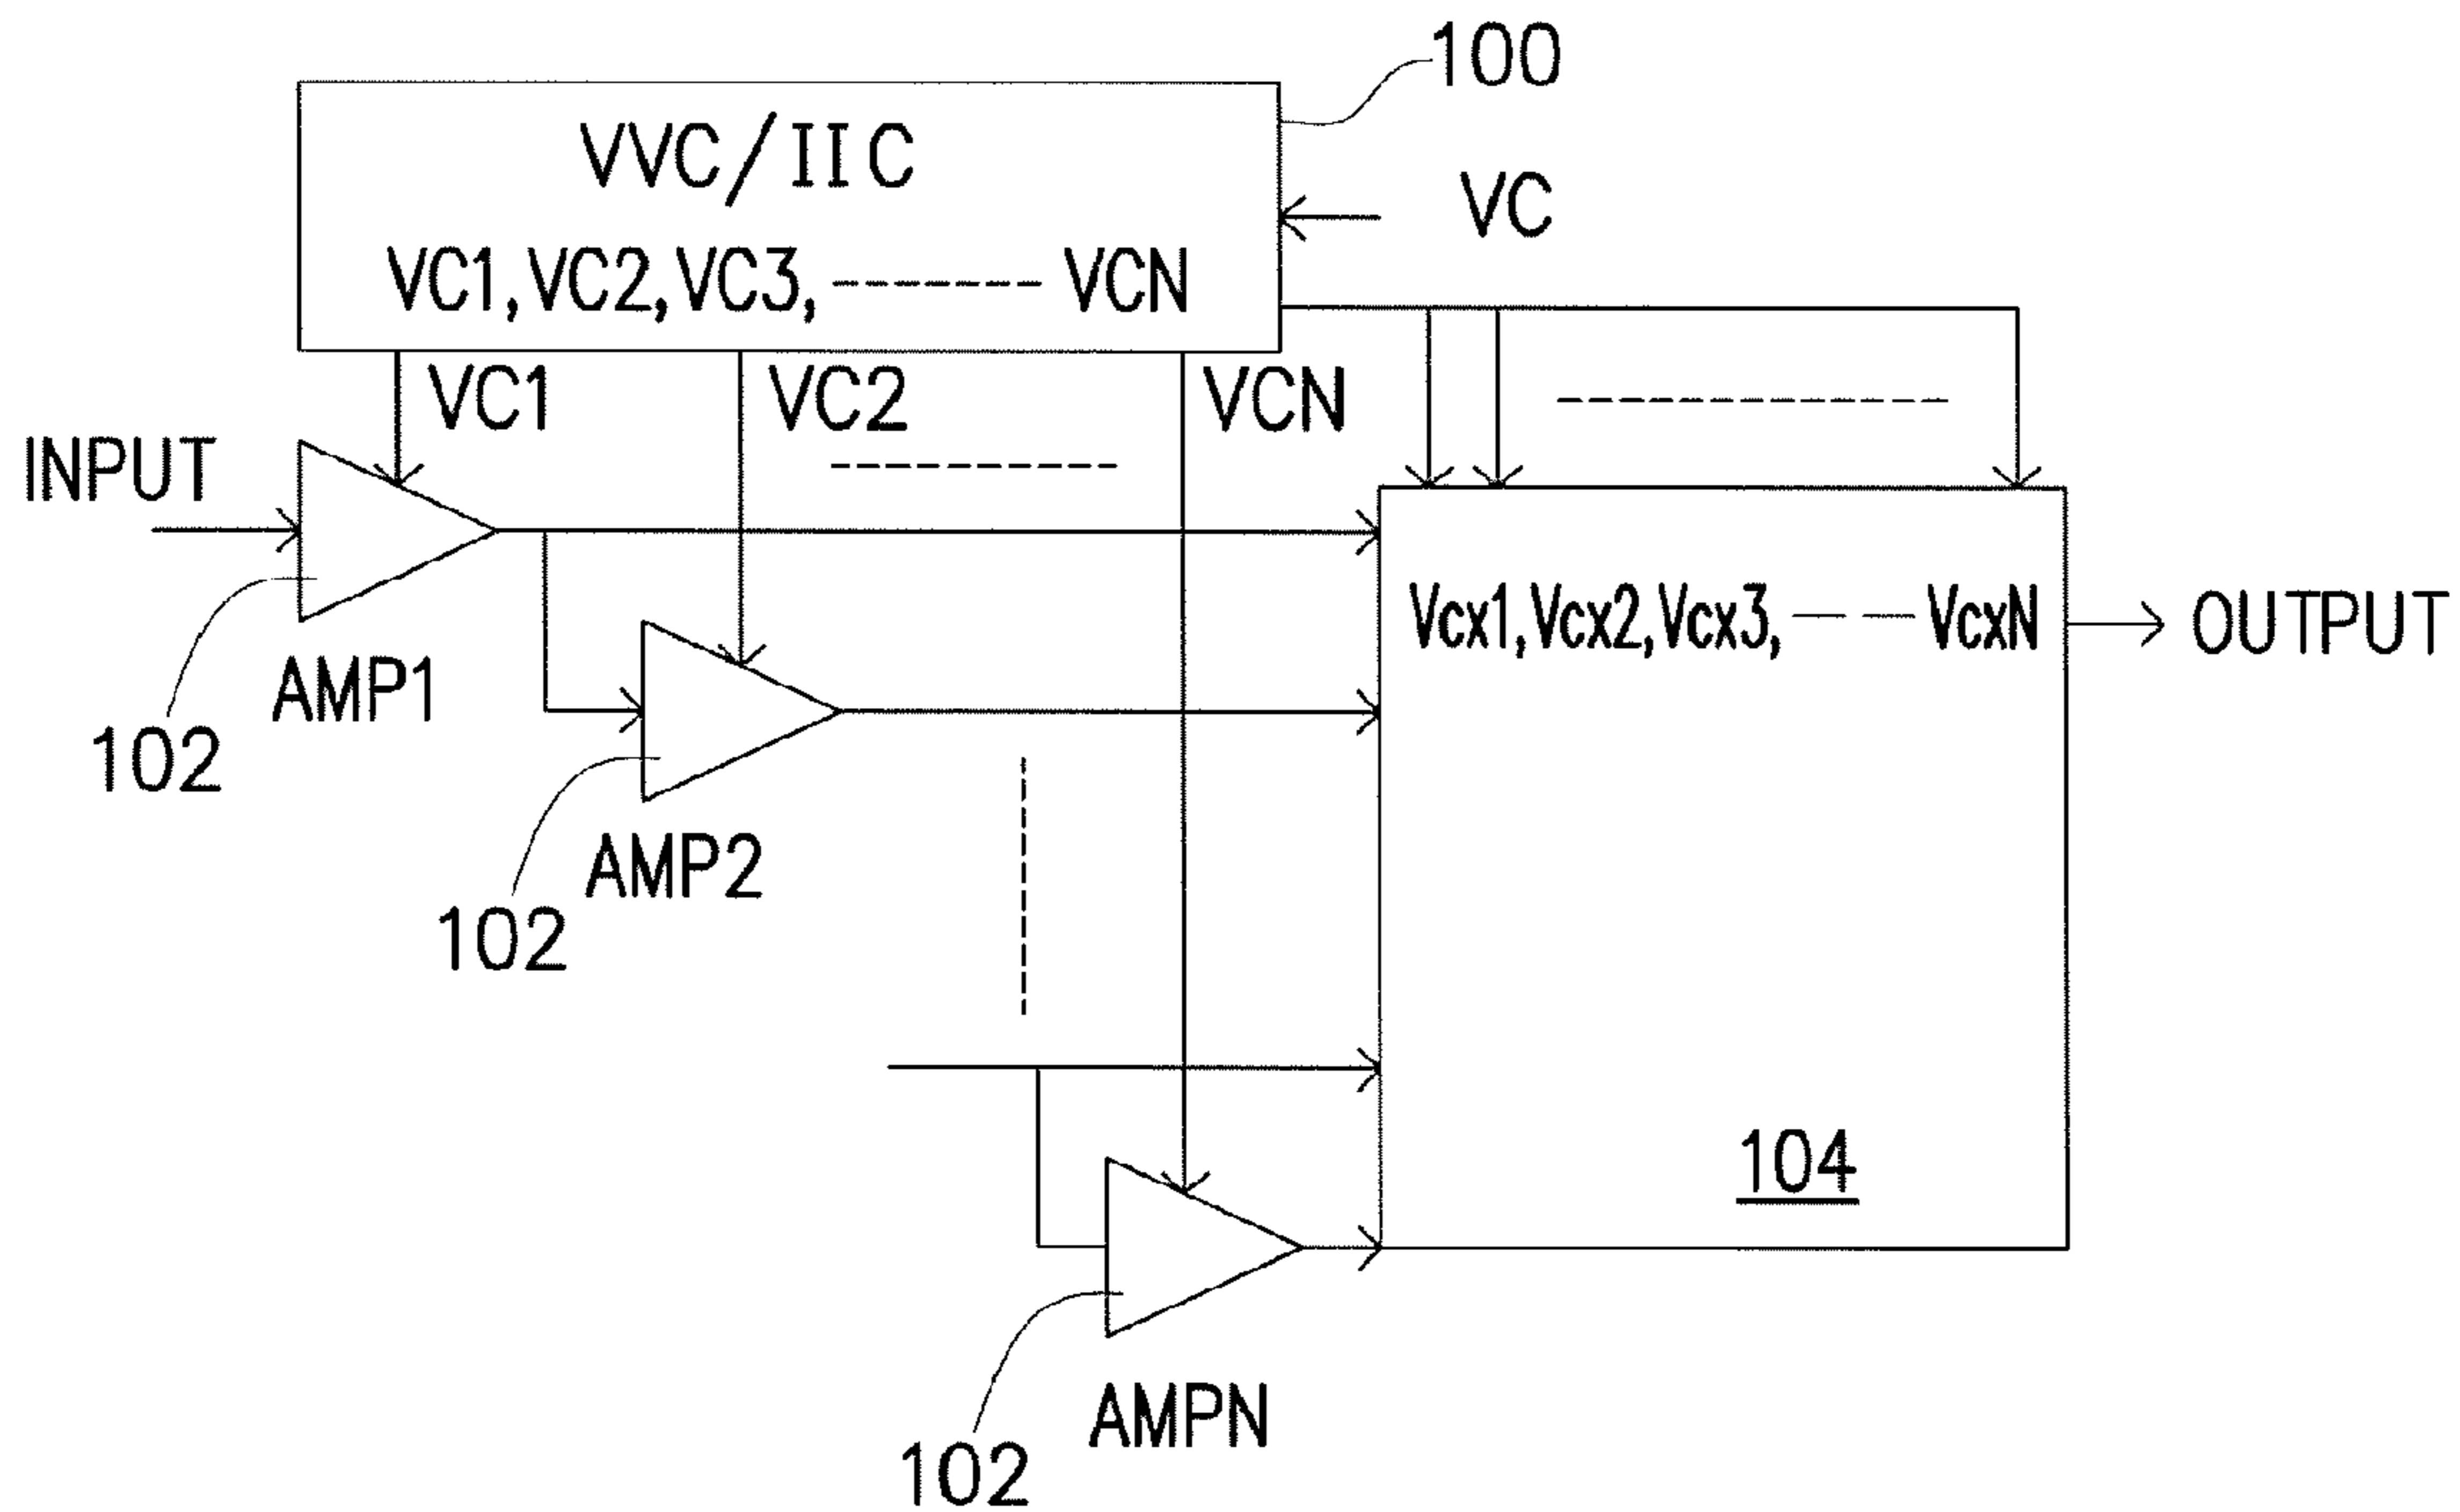 100
VVC/IIC
VC
VC1,VC2,VC3,------- VCN
VC1
VC2
VCN
INPUT
Vcx1,Vcx2,Vcx3,— — VcxN
OUTPUT
AMP1
102
AMP2
102
104
AMPN
102